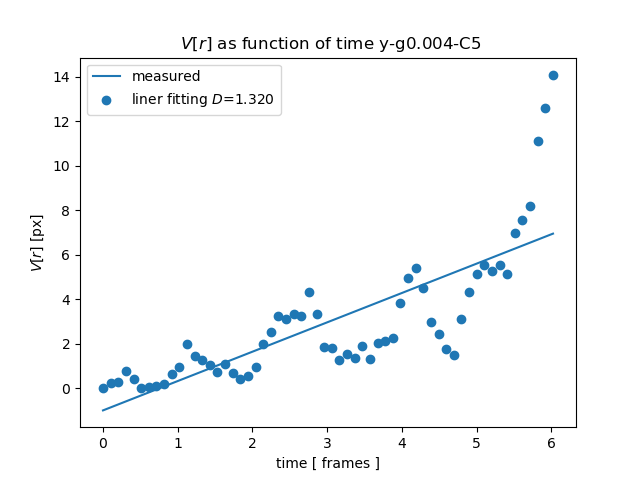 V[r] as function of time y-g0.004-C5
measured
liner fitting D=1.320
14
12
10
8
6
4
2
0
V[r] [px]
0 1 2 3 4 5 6
time [ frames ]